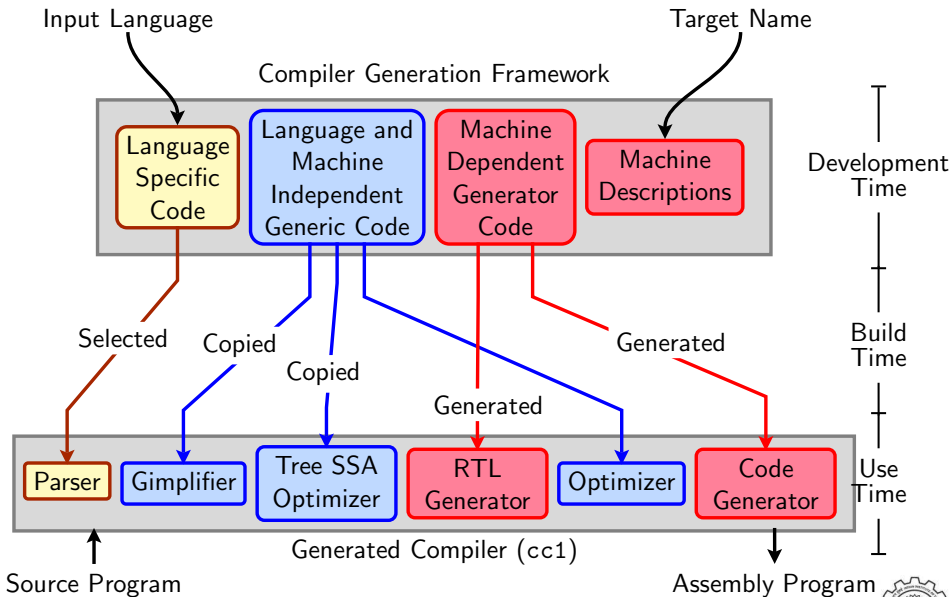 Input Language
Target Name
Compiler Generation Framework
Language
Specific
Code
Language and
Machine
Independent
Generic Code
Machine
Dependent
Generator
Code
Machine
Descriptions
Development
Time
Selected
Copied
Copied
Generated
Generated
Build
Time
Parser
Gimplifier
Tree SSA
Optimizer
RTL
Generator
Optimizer
Code
Generator
Use
Time
Generated Compiler (cc1)
Source Program
Assembly Program